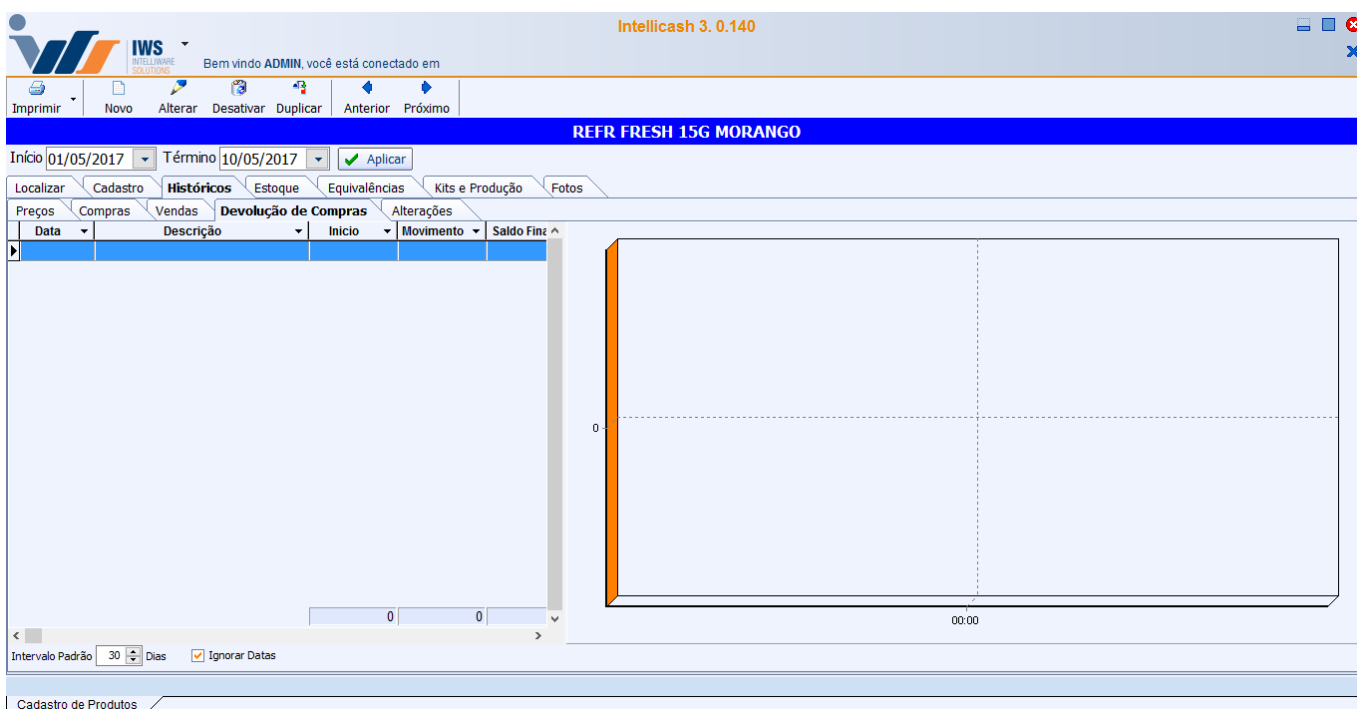 Intellicash 3. 0.140
IWS
INTELLIWARE
SOLUTIONS
Bem vindo ADMIN, você está conectado em
Imprimir Novo Alterar Desativar Duplicar Anterior Próximo
REFR FRESH 15G MORANGO
Início 01/05/2017 Término 10/05/2017 Aplicar
Localizar Cadastro Históricos Estoque Equivalências Kits e Produção Fotos
Preços Compras Vendas Devolução de Compras Alterações
Data Descrição Inicio Movimento Saldo Fina
0
0 0
00:00
Intervalo Padrão 30 Dias Ignorar Datas
Cadastro de Produtos